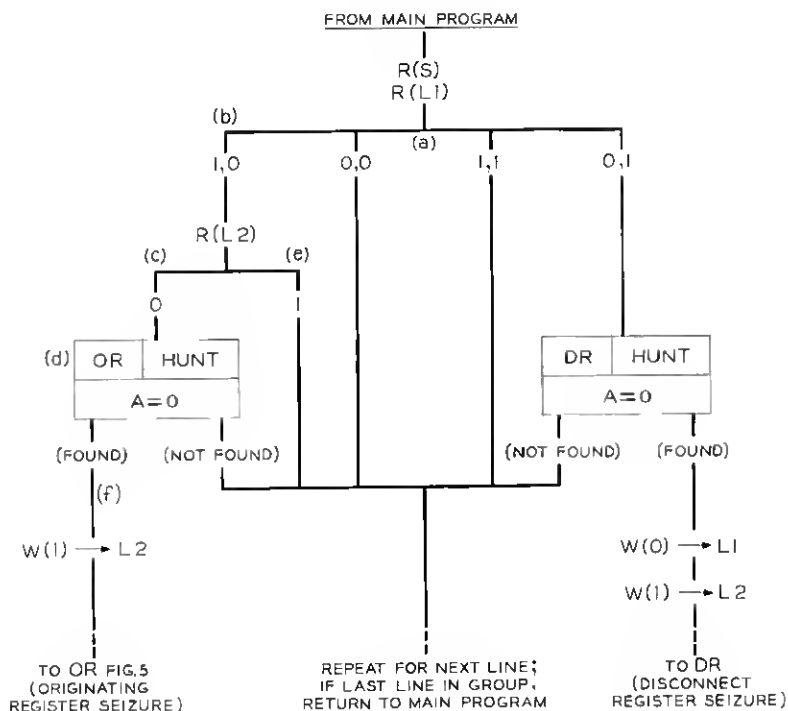 FROM MAIN PROGRAM
R(S)
R(L1)
(b)
(a)
1,0
0,0
1,1
0,1
R(L2)
(c)
(e)
0
1
(d)
OR
HUNT
A=0
DR
HUNT
A=0
(FOUND)
(NOT FOUND)
(NOT FOUND)
(FOUND)
(f)
W(1) → L2
W(0) → L1
W(1) → L2
TO OR FIG.5
(ORIGINATING
REGISTER SEIZURE)
REPEAT FOR NEXT LINE;
IF LAST LINE IN GROUP,
RETURN TO MAIN PROGRAM
TO DR
(DISCONNECT
REGISTER SEIZURE)